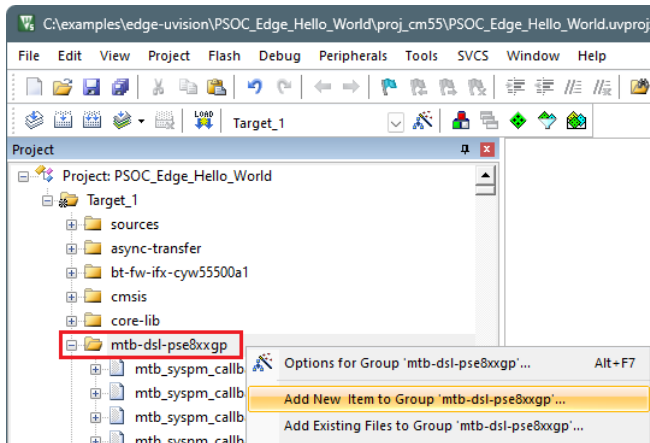 C:\examples\edge-uvision\PSOC_Edge_Hello_World\proj_cm55\PSOC_Edge_Hello_World.uvproj
File Edit View Project Flash Debug Peripherals Tools SVCS Window Help
LOAD Target_1
Project
Project: PSOC_Edge_Hello_World
Target_1
sources
async-transfer
bt-fw-ifx-cyw55500a1
cmsis
core-lib
mtb-dsl-pse8xxgp
mtb_syspm_callb
Options for Group 'mtb-dsl-pse8xxgp'... Alt+F7
mtb_syspm_callb
Add New Item to Group 'mtb-dsl-pse8xxgp'...
mtb_syspm_callb
Add Existing Files to Group 'mtb-dsl-pse8xxgp'...
mtb_syspm_callb